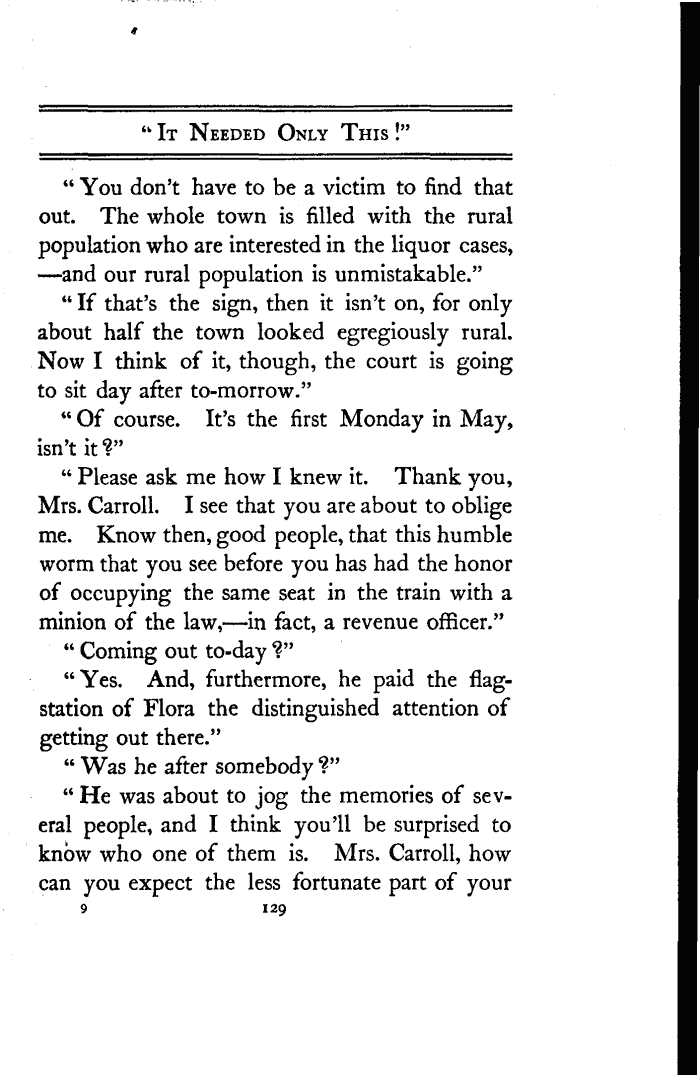 “ It Needed Only This !”
“ You don't have to be a victim to find that
out. The whole town is filled with the rural
population who are interested in the liquor cases,
—and our rural population is unmistakable.”
“ If that's the sign, then it isn't on, for only
about half the town looked egregiously rural.
Now I think of it, though, the court is going
to sit day after to-morrow.”
“ Of course. It's the first Monday in May,
isn't it ?”
“ Please ask me how I knew it. Thank you,
Mrs. Carroll. I see that you are about to oblige
me. Know then, good people, that this humble
worm that you see before you has had the honor
of occupying the same seat in the train with a
minion of the law,—in fact, a revenue officer.”
“ Coming out to-day ?”
“ Yes. And, furthermore, he paid the flag-
station of Flora the distinguished attention of
getting out there.”
“ Was he after somebody ?”
“ He was about to jog the memories of sev-
eral people, and I think you'll be surprised to
know who one of them is. Mrs. Carroll, how
can you expect the less fortunate part of your
9 129